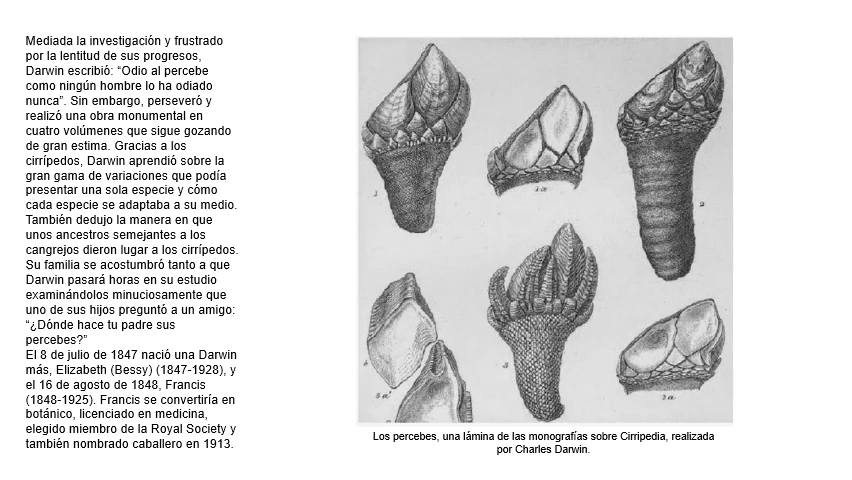 Mediada la investigación y frustrado
por la lentitud de sus progresos,
Darwin escribió: “Odio al percebe
como ningún hombre lo ha odiado
nunca”. Sin embargo, perseveró y
realizó una obra monumental en
cuatro volúmenes que sigue gozando
de gran estima. Gracias a los
cirrípedos, Darwin aprendió sobre la
gran gama de variaciones que podía
presentar una sola especie y cómo
cada especie se adaptaba a su medio.
También dedujo la manera en que
unos ancestros semejantes a los
cangrejos dieron lugar a los cirrípedos.
Su familia se acostumbró tanto a que
Darwin pasará horas en su estudio
examinándolos minuciosamente que
uno de sus hijos preguntó a un amigo:
“¿Dónde hace tu padre sus
percebes?”
El 8 de julio de 1847 nació una Darwin
más, Elizabeth (Bessy) (1847-1928), y
el 16 de agosto de 1848, Francis
(1848-1925). Francis se convertiría en
botánico, licenciado en medicina,
elegido miembro de la Royal Society y
también nombrado caballero en 1913.
1
1a
2
3
2a
Los percebes, una lámina de las monografías sobre Cirripedia, realizada
por Charles Darwin.